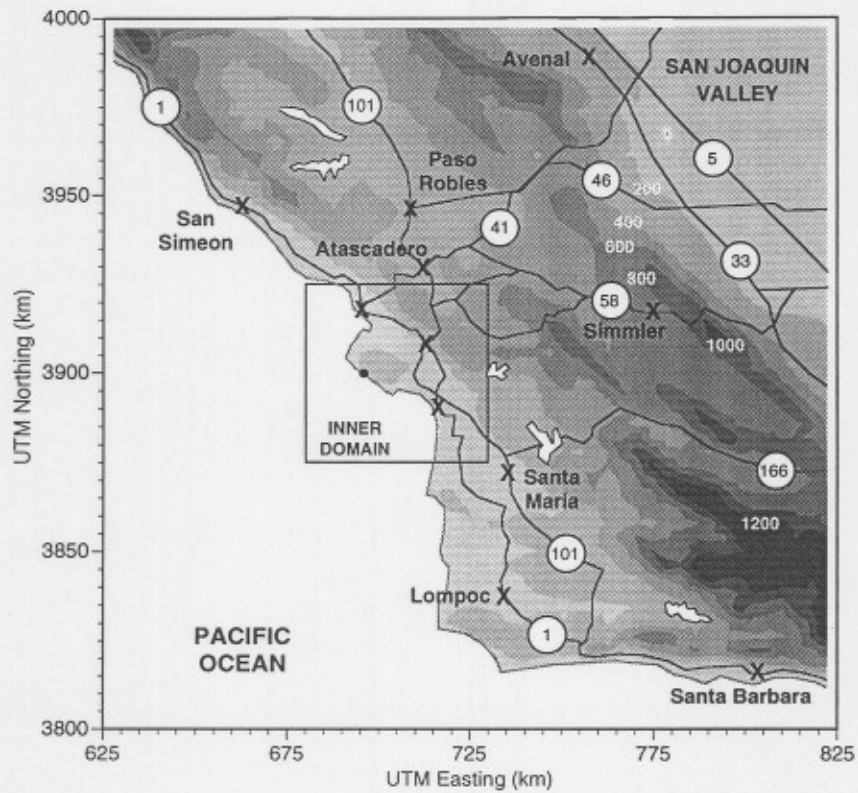 4000
3950
3900
3850
3800
UTM Northing (km)
625
675
725
775
825
UTM Easting (km)
Avenal
SAN JOAQUIN
VALLEY
1
101
5
Paso
Robles
46
200
San
Simeon
41
400
Atascadero
600
33
800
58
Simmler
1000
INNER
DOMAIN
Santa
Maria
166
1200
101
Lompoc
1
PACIFIC
OCEAN
Santa Barbara